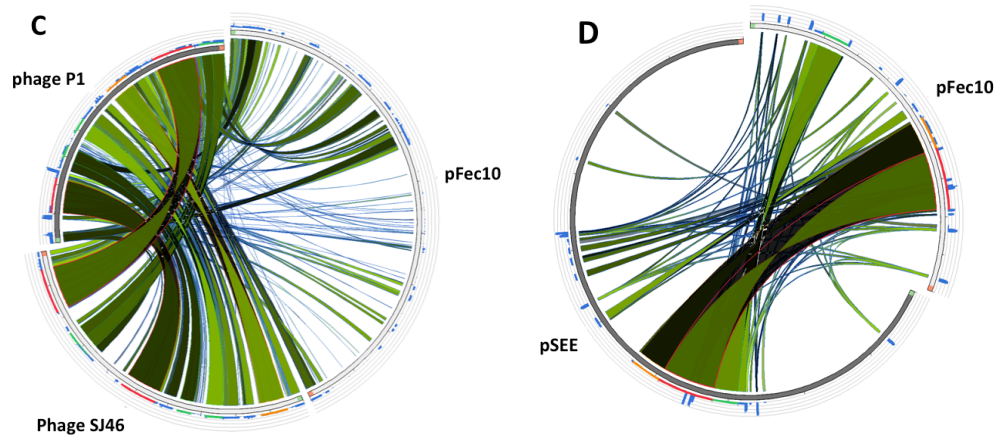 C
phage P1
pFec10
Phage SJ46
D
pFec10
pSEE